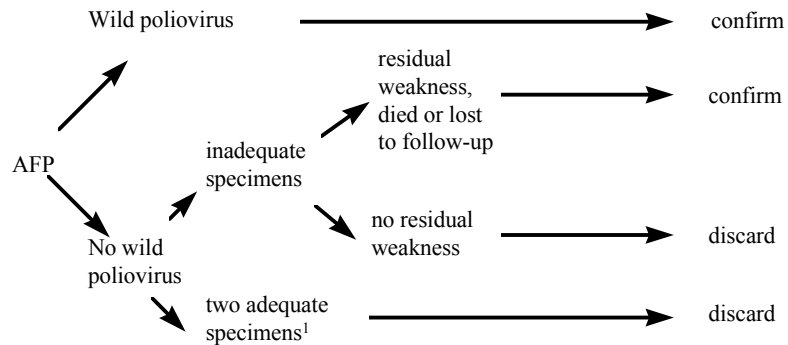 Wild poliovirus
confirm
residual
weakness,
died or lost
to follow-up
confirm
inadequate
specimens
AFP
no residual
weakness
discard
No wild
poliovirus
two adequate
specimens¹
discard